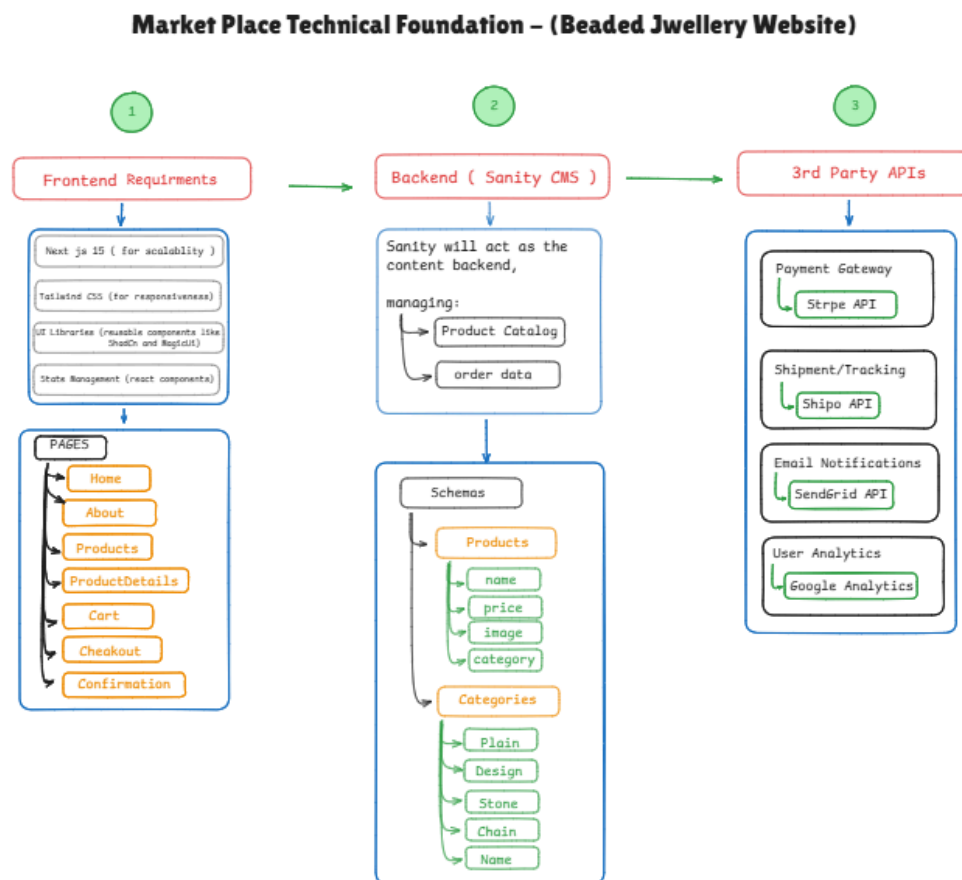 Market Place Technical Foundation – (Beaded Jwellery Website)
1
Frontend Requirments
Next js 15 ( for scalablity )
Tailwind CSS (for responsiveness)
UI Libraries (reusable components like
ShadCn and MagicUi)
State Management (react components)
PAGES
Home
About
Products
ProductDetails
Cart
Cheakout
Confirmation
2
Backend ( Sanity CMS )
Sanity will act as the
content backend,
managing:
Product Catalog
order data
Schemas
Products
name
price
image
category
Categories
Plain
Design
Stone
Chain
Name
3
3rd Party APIs
Payment Gateway
Strpe API
Shipment/Tracking
Shipo API
Email Notifications
SendGrid API
User Analytics
Google Analytics